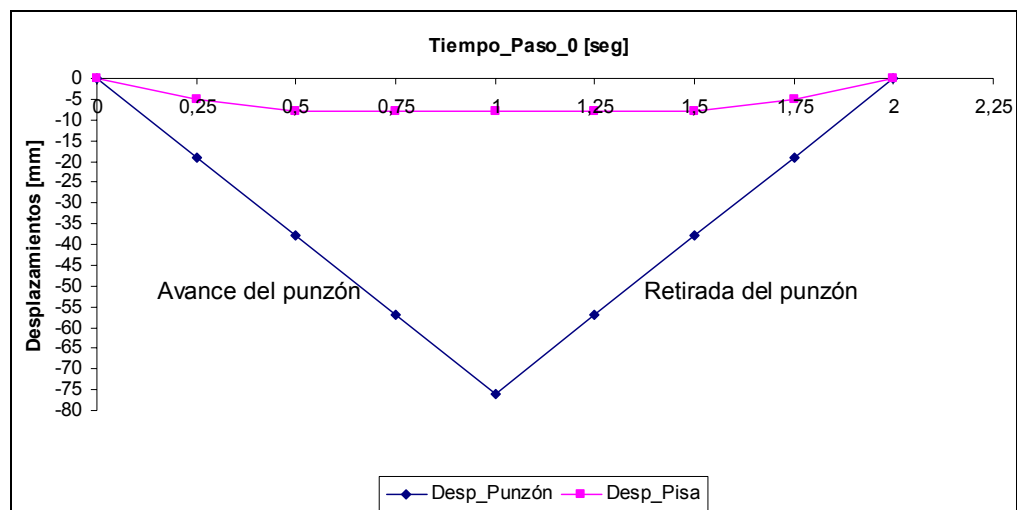 Tiempo_Paso_0 [seg]
Desplazamientos [mm]
0
-5
-10
-15
-20
-25
-30
-35
-40
-45
-50
-55
-60
-65
-70
-75
-80
0 0,25 0,5 0,75 1 1,25 1,5 1,75 2 2,25
Avance del punzón
Retirada del punzón
Desp_Punzón Desp_Pisa